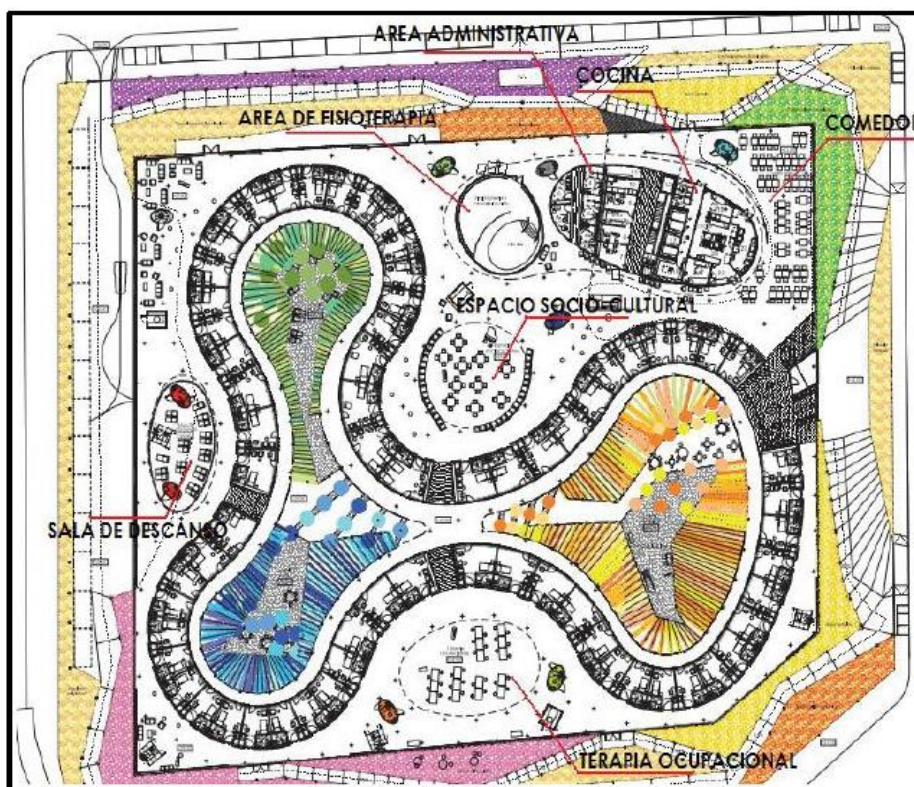 AREA ADMINISTRATIVA
COCINA
AREA DE FISIOTERAPIA
COMEDOR
ESPACIO SOCIO-CULTURAL
SALA DE DESCANSO
TERAPIA OCUPACIONAL